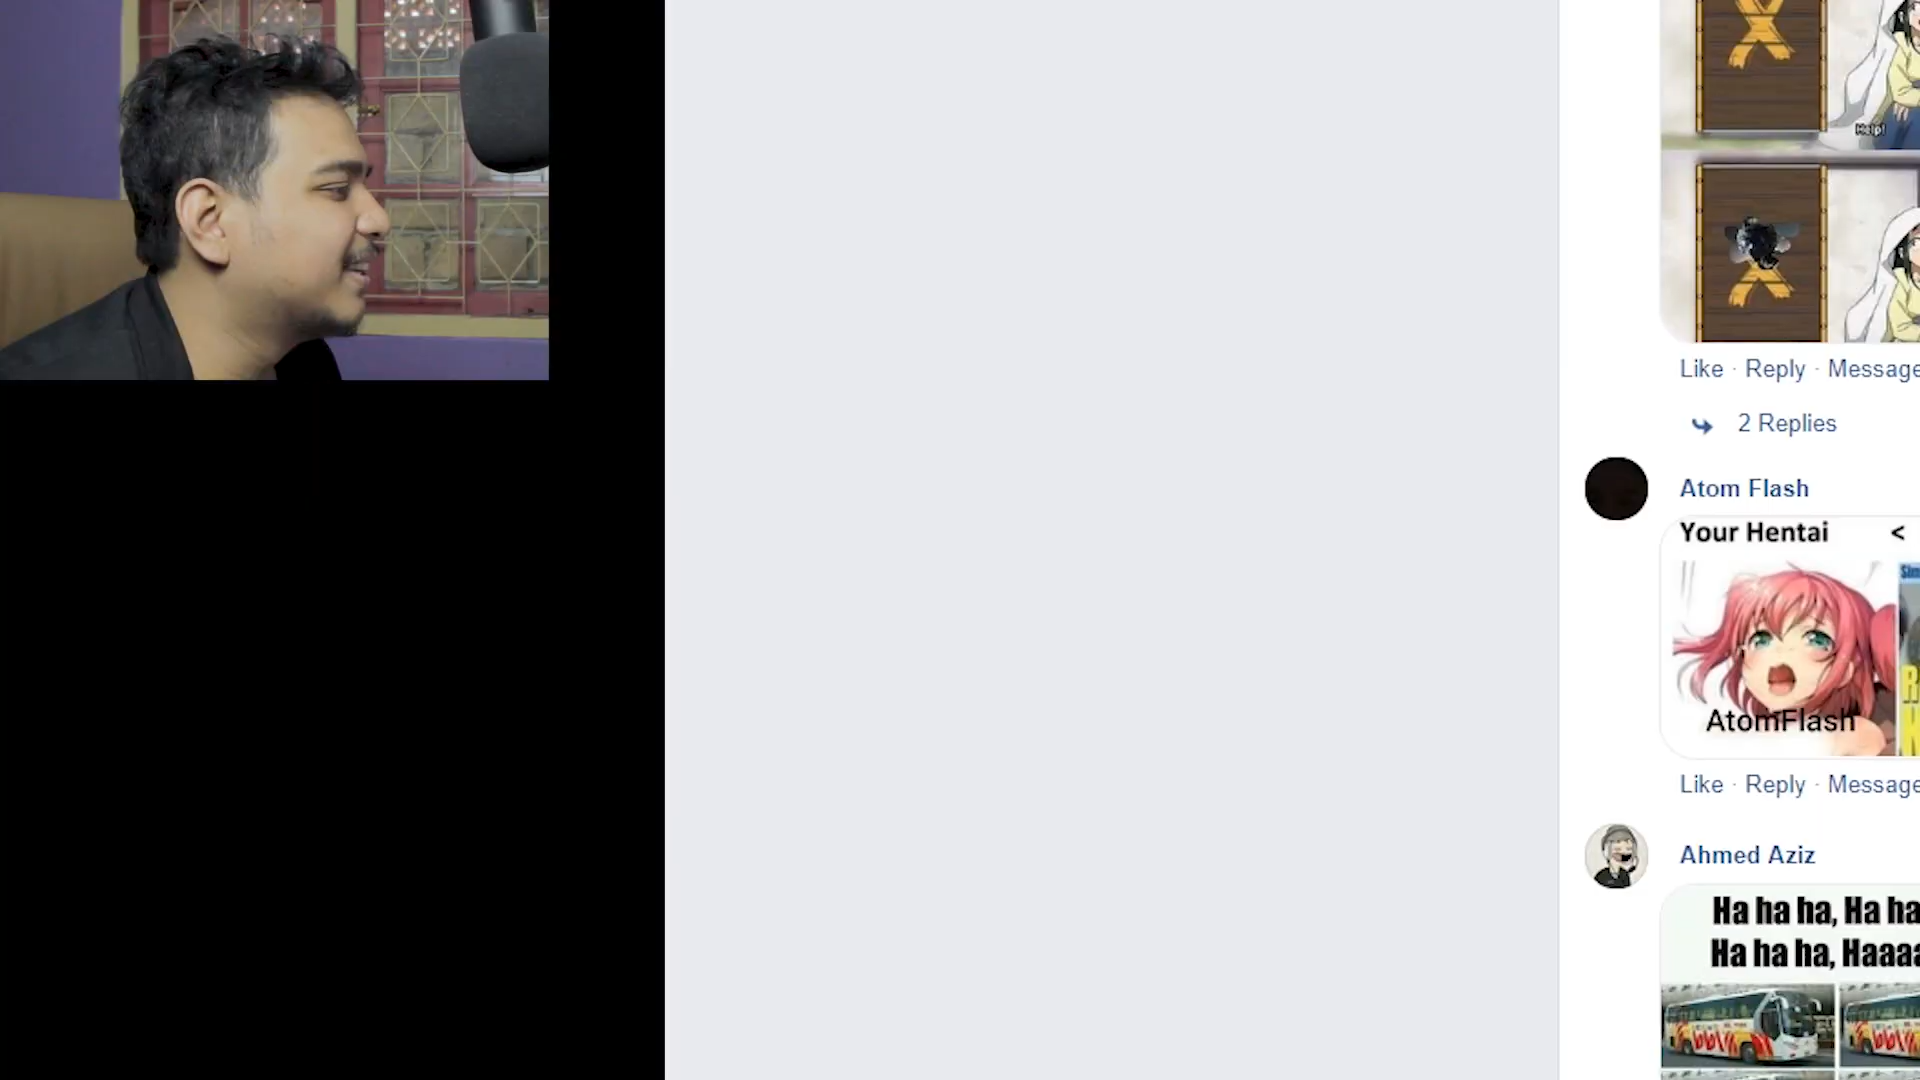 Help!
Like · Reply · Message
2 Replies
Atom Flash
Your Hentai <
AtomFlash
Like · Reply · Message
Ahmed Aziz
Ha ha ha, Ha ha
Ha ha ha, Haaaa